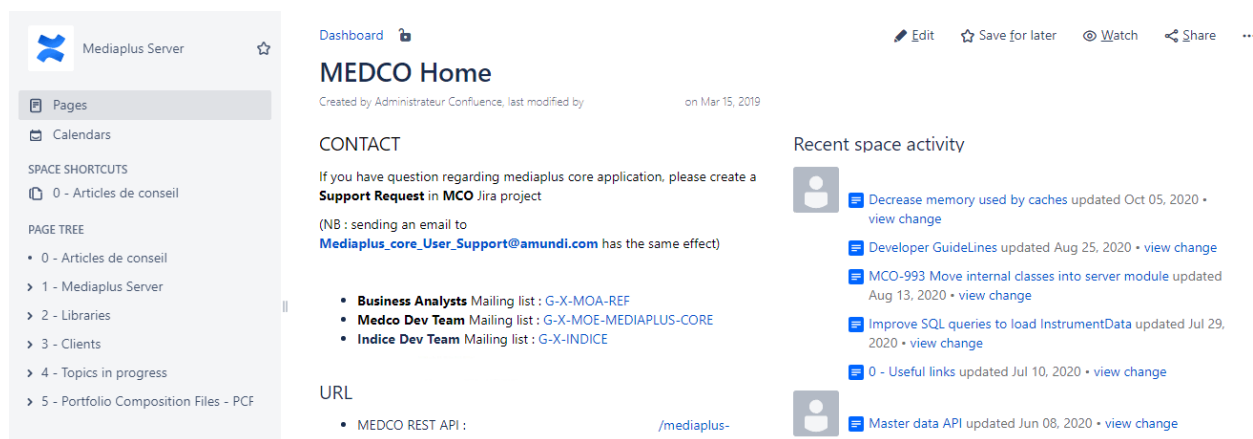 Mediaplus Server
Pages
Calendars
SPACE SHORTCUTS
0 - Articles de conseil
PAGE TREE
• 0 - Articles de conseil
1 - Mediaplus Server
2 - Libraries
3 - Clients
4 - Topics in progress
5 - Portfolio Composition Files - PCF
Dashboard
Edit
Save for later
Watch
Share
MEDCO Home
Created by Administrateur Confluence, last modified by on Mar 15, 2019
CONTACT
If you have question regarding mediaplus core application, please create a
Support Request in MCO Jira project
(NB : sending an email to
Mediaplus_core_User_Support@amundi.com has the same effect)
• Business Analysts Mailing list : G-X-MOA-REF
• Medco Dev Team Mailing list : G-X-MOE-MEDIAPLUS-CORE
• Indice Dev Team Mailing list : G-X-INDICE
URL
• MEDCO REST API : /mediaplus-
Recent space activity
Decrease memory used by caches updated Oct 05, 2020 •
view change
Developer GuideLines updated Aug 25, 2020 • view change
MCO-993 Move internal classes into server module updated
Aug 13, 2020 • view change
Improve SQL queries to load InstrumentData updated Jul 29,
2020 • view change
0 - Useful links updated Jul 10, 2020 • view change
Master data API updated Jun 08, 2020 • view change